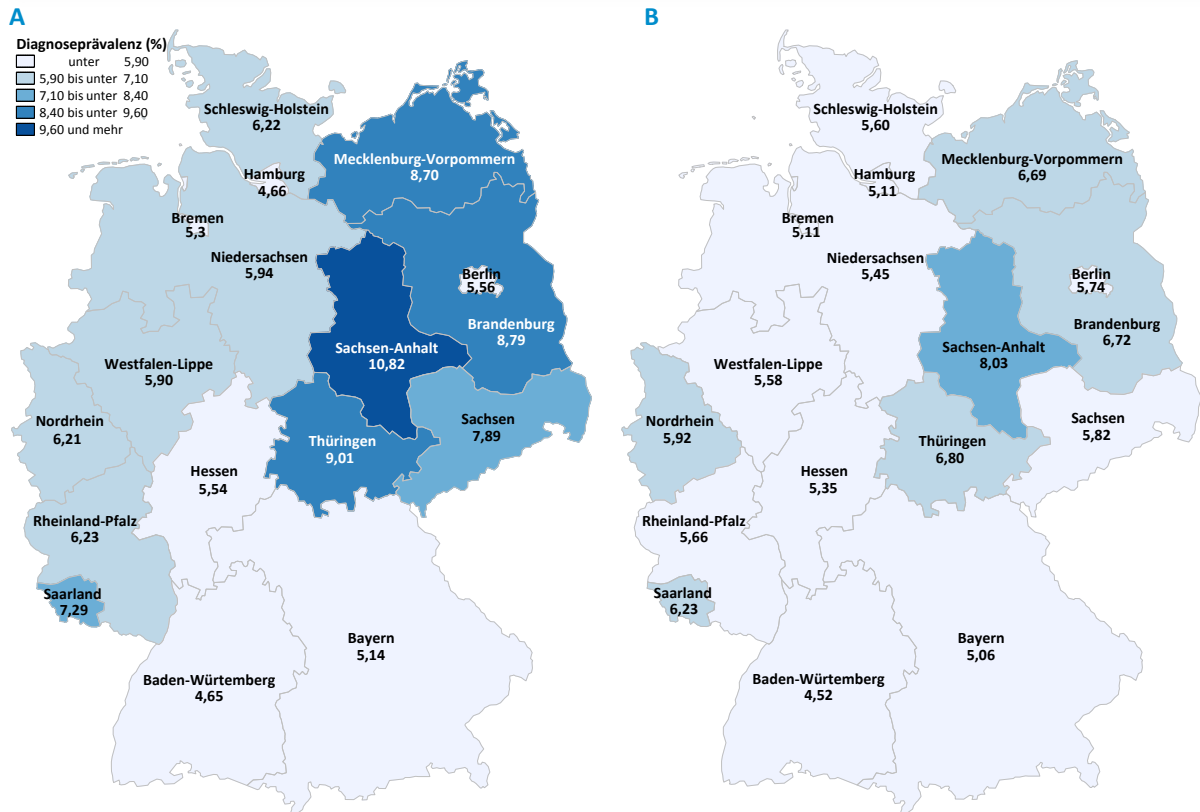 A
Diagnoseprävalenz (%)
unter 5,90
5,90 bis unter 7,10
7,10 bis unter 8,40
8,40 bis unter 9,60
9,60 und mehr
Schleswig-Holstein
6,22
Mecklenburg-Vorpommern
8,70
Hamburg
4,66
Bremen
5,3
Niedersachsen
5,94
Berlin
5,56
Brandenburg
8,79
Sachsen-Anhalt
10,82
Westfalen-Lippe
5,90
Nordrhein
6,21
Sachsen
7,89
Thüringen
9,01
Hessen
5,54
Rheinland-Pfalz
6,23
Saarland
7,29
Bayern
5,14
Baden-Würtemberg
4,65
B
Schleswig-Holstein
5,60
Mecklenburg-Vorpommern
6,69
Hamburg
5,11
Bremen
5,11
Niedersachsen
5,45
Berlin
5,74
Brandenburg
6,72
Sachsen-Anhalt
8,03
Westfalen-Lippe
5,58
Nordrhein
5,92
Sachsen
5,82
Thüringen
6,80
Hessen
5,35
Rheinland-Pfalz
5,66
Saarland
6,23
Bayern
5,06
Baden-Würtemberg
4,52